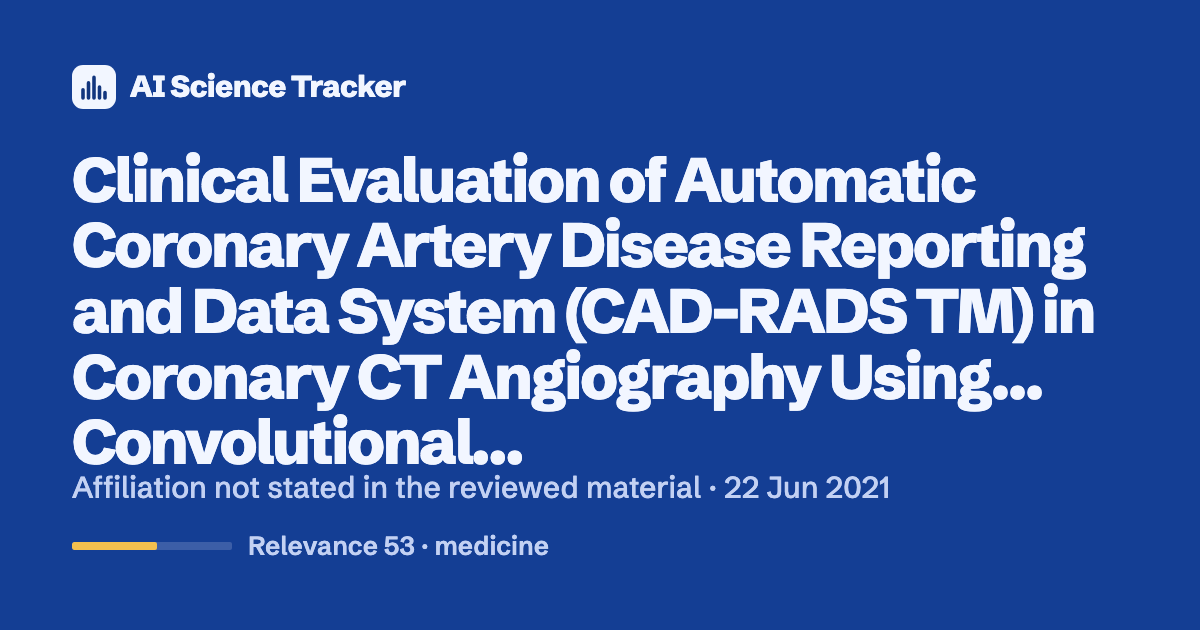 AI Science Tracker
Clinical Evaluation of Automatic
Coronary Artery Disease Reporting
and Data System (CAD-RADS TM) in
Coronary CT Angiography Using...
Convolutional...
Affiliation not stated in the reviewed material · 22 Jun 2021
Relevance 53 · medicine